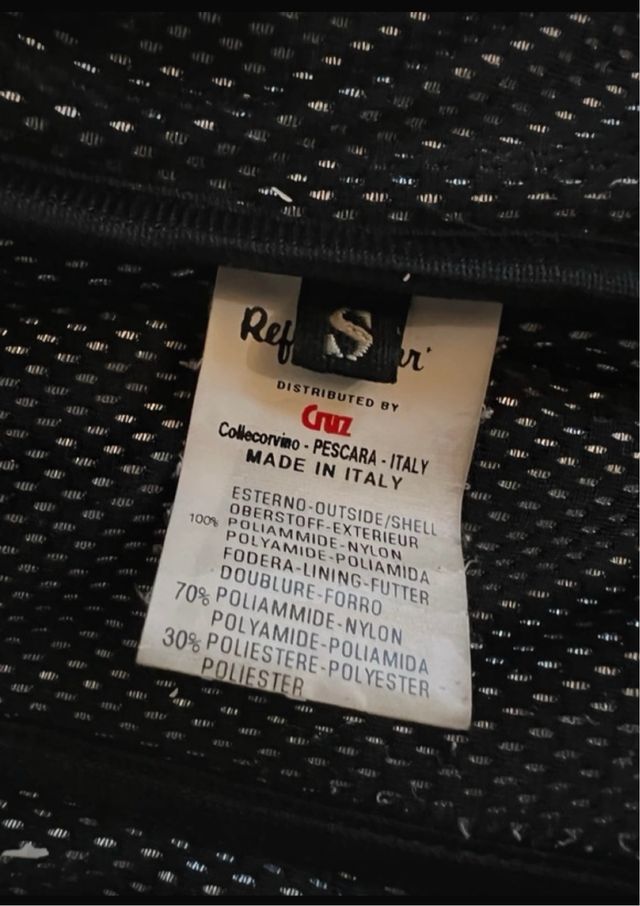 Ref
S
DISTRIBUTED BY
Cruz
Collecorvino - PESCARA - ITALY
MADE IN ITALY
ESTERNO-OUTSIDE/SHELL
OBERSTOFF-EXTERIEUR
100% POLIAMMIDE-NYLON
POLYAMIDE-POLIAMIDA
FODERA-LINING-FUTTER
DOUBLURE-FORRO
70% POLIAMMIDE-NYLON
POLYAMIDE-POLIAMIDA
30% POLIESTERE-POLYESTER
POLIESTER